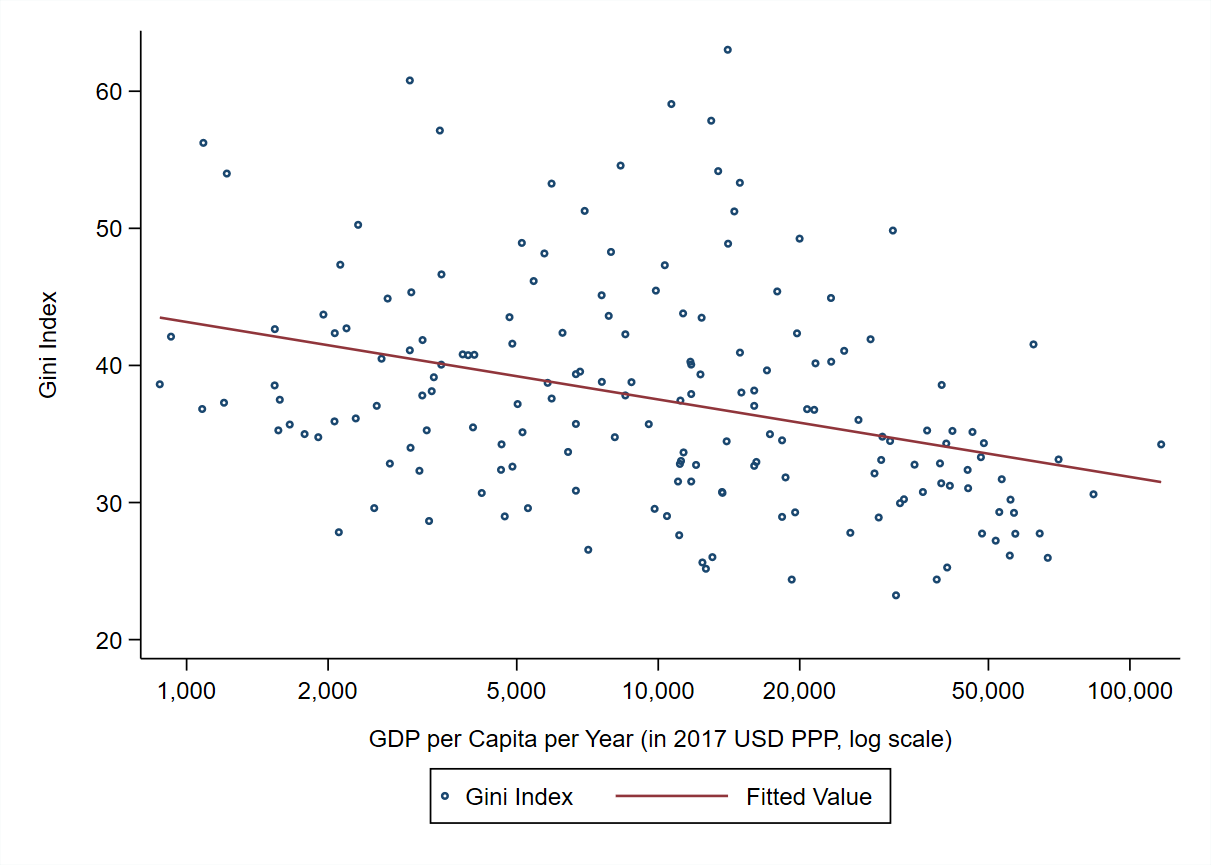 Gini Index
60
50
40
30
20
1,000 2,000 5,000 10,000 20,000 50,000 100,000
GDP per Capita per Year (in 2017 USD PPP, log scale)
Gini Index Fitted Value